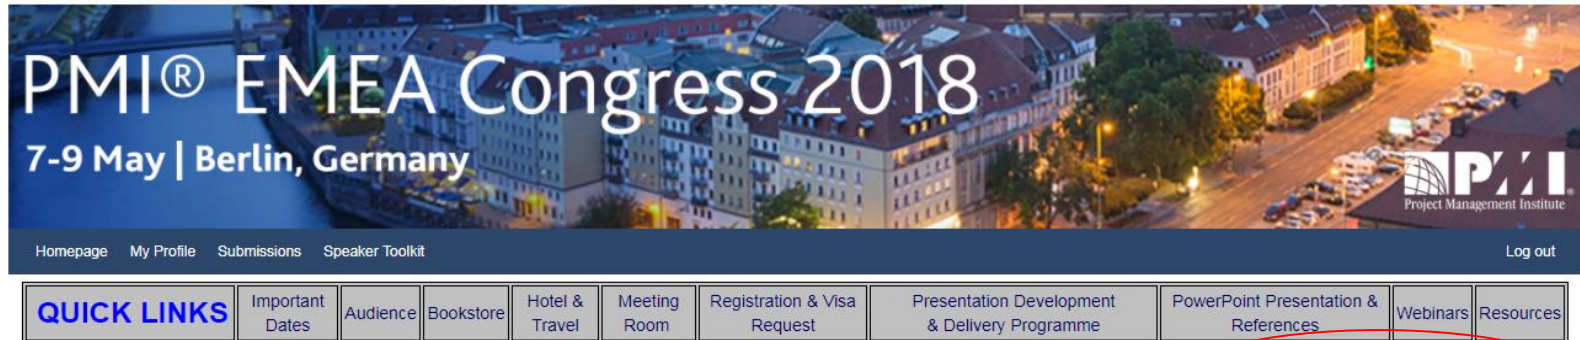 PMI® EMEA Congress 2018
7-9 May | Berlin, Germany
PMI®
Project Management Institute
Homepage My Profile Submissions Speaker Toolkit Log out
QUICK LINKS
Important
Dates
Audience
Bookstore
Hotel &
Travel
Meeting
Room
Registration & Visa
Request
Presentation Development
& Delivery Programme
PowerPoint Presentation &
References
Webinars
Resources